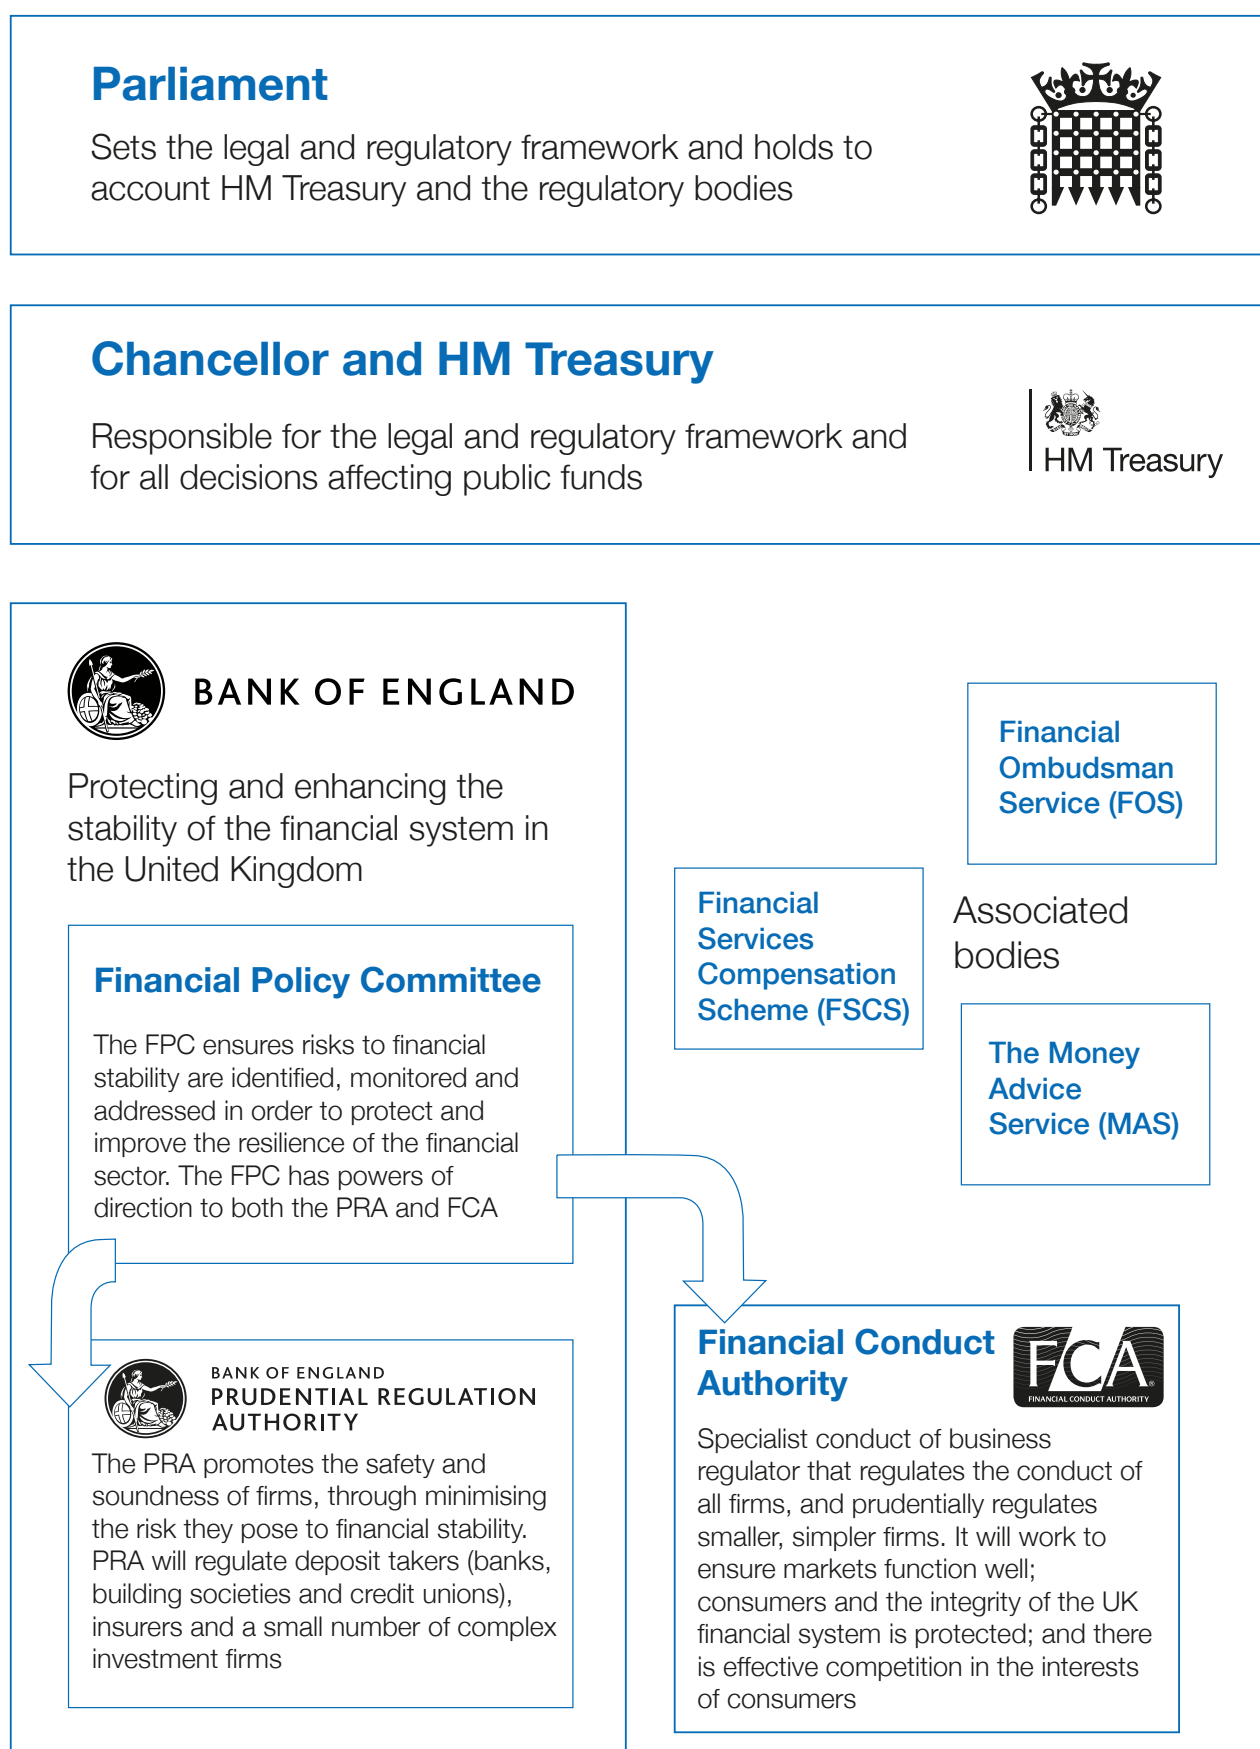 Parliament
Sets the legal and regulatory framework and holds to
account HM Treasury and the regulatory bodies
Chancellor and HM Treasury
Responsible for the legal and regulatory framework and
for all decisions affecting public funds
HM Treasury
BANK OF ENGLAND
Protecting and enhancing the
stability of the financial system in
the United Kingdom
Financial Policy Committee
The FPC ensures risks to financial
stability are identified, monitored and
addressed in order to protect and
improve the resilience of the financial
sector. The FPC has powers of
direction to both the PRA and FCA
BANK OF ENGLAND
PRUDENTIAL REGULATION
AUTHORITY
The PRA promotes the safety and
soundness of firms, through minimising
the risk they pose to financial stability.
PRA will regulate deposit takers (banks,
building societies and credit unions),
insurers and a small number of complex
investment firms
Financial
Ombudsman
Service (FOS)
Financial
Services
Compensation
Scheme (FSCS)
Associated
bodies
The Money
Advice
Service (MAS)
Financial Conduct
Authority
FCA
FINANCIAL CONDUCT AUTHORITY
Specialist conduct of business
regulator that regulates the conduct of
all firms, and prudentially regulates
smaller, simpler firms. It will work to
ensure markets function well;
consumers and the integrity of the UK
financial system is protected; and there
is effective competition in the interests
of consumers